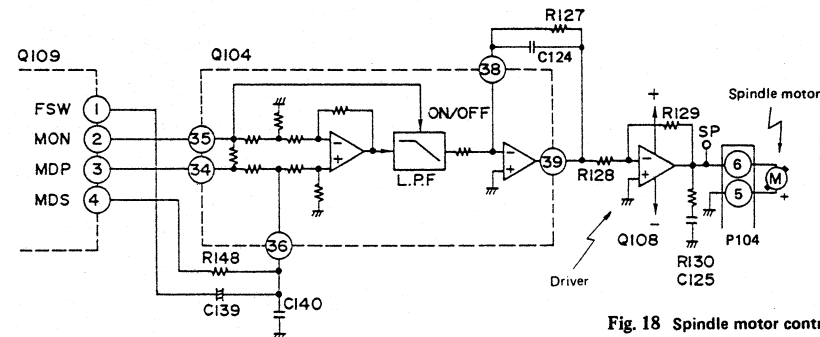 R127
C124
Q109
Q104
38
FSW 1
MON 2
MDP 3
MDS 4
35
34
36
ON/OFF
L.P.F
39
R128
R129
SP
Spindle motor
6
5
M
+
-
P104
Q108
R130
C125
Driver
R148
C139
C140
Fig. 18 Spindle motor contr